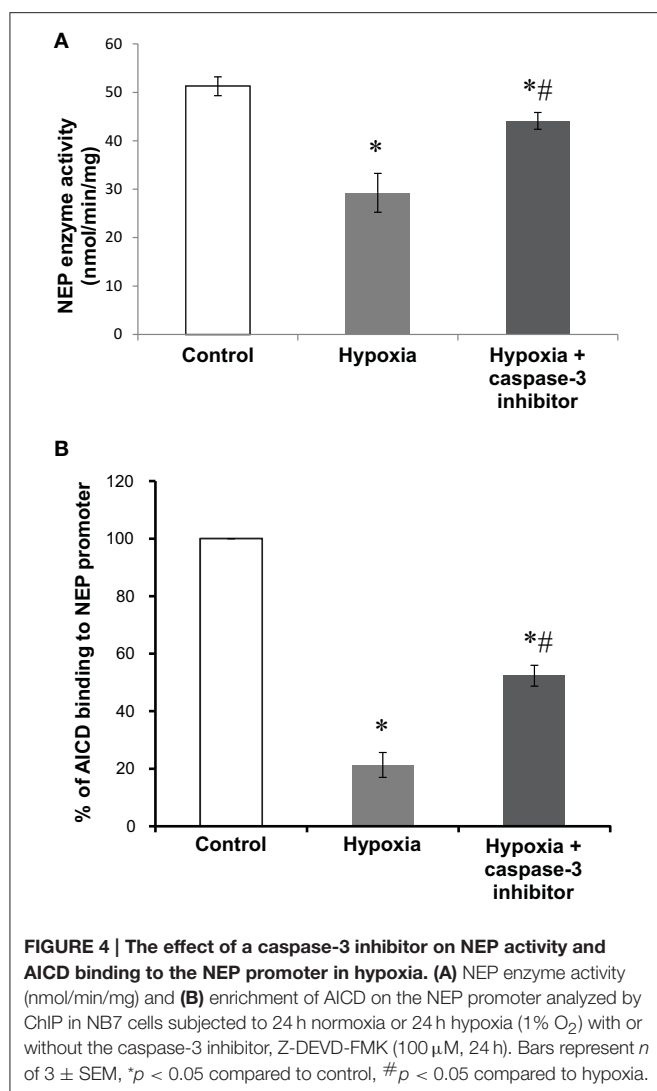 A
60
50
40
30
20
10
0
NEP enzyme activity
(nmol/min/mg)
*
*#
Control
Hypoxia
Hypoxia +
caspase-3
inhibitor
B
120
100
80
60
40
20
0
% of AICD binding to NEP promoter
*
*#
Control
Hypoxia
Hypoxia +
caspase-3
inhibitor
FIGURE 4 | The effect of a caspase-3 inhibitor on NEP activity and
AICD binding to the NEP promoter in hypoxia. (A) NEP enzyme activity
(nmol/min/mg) and (B) enrichment of AICD on the NEP promoter analyzed by
ChIP in NB7 cells subjected to 24 h normoxia or 24 h hypoxia (1% O₂) with or
without the caspase-3 inhibitor, Z-DEVD-FMK (100 μM, 24 h). Bars represent n
of 3 ± SEM, *p < 0.05 compared to control, #p < 0.05 compared to hypoxia.